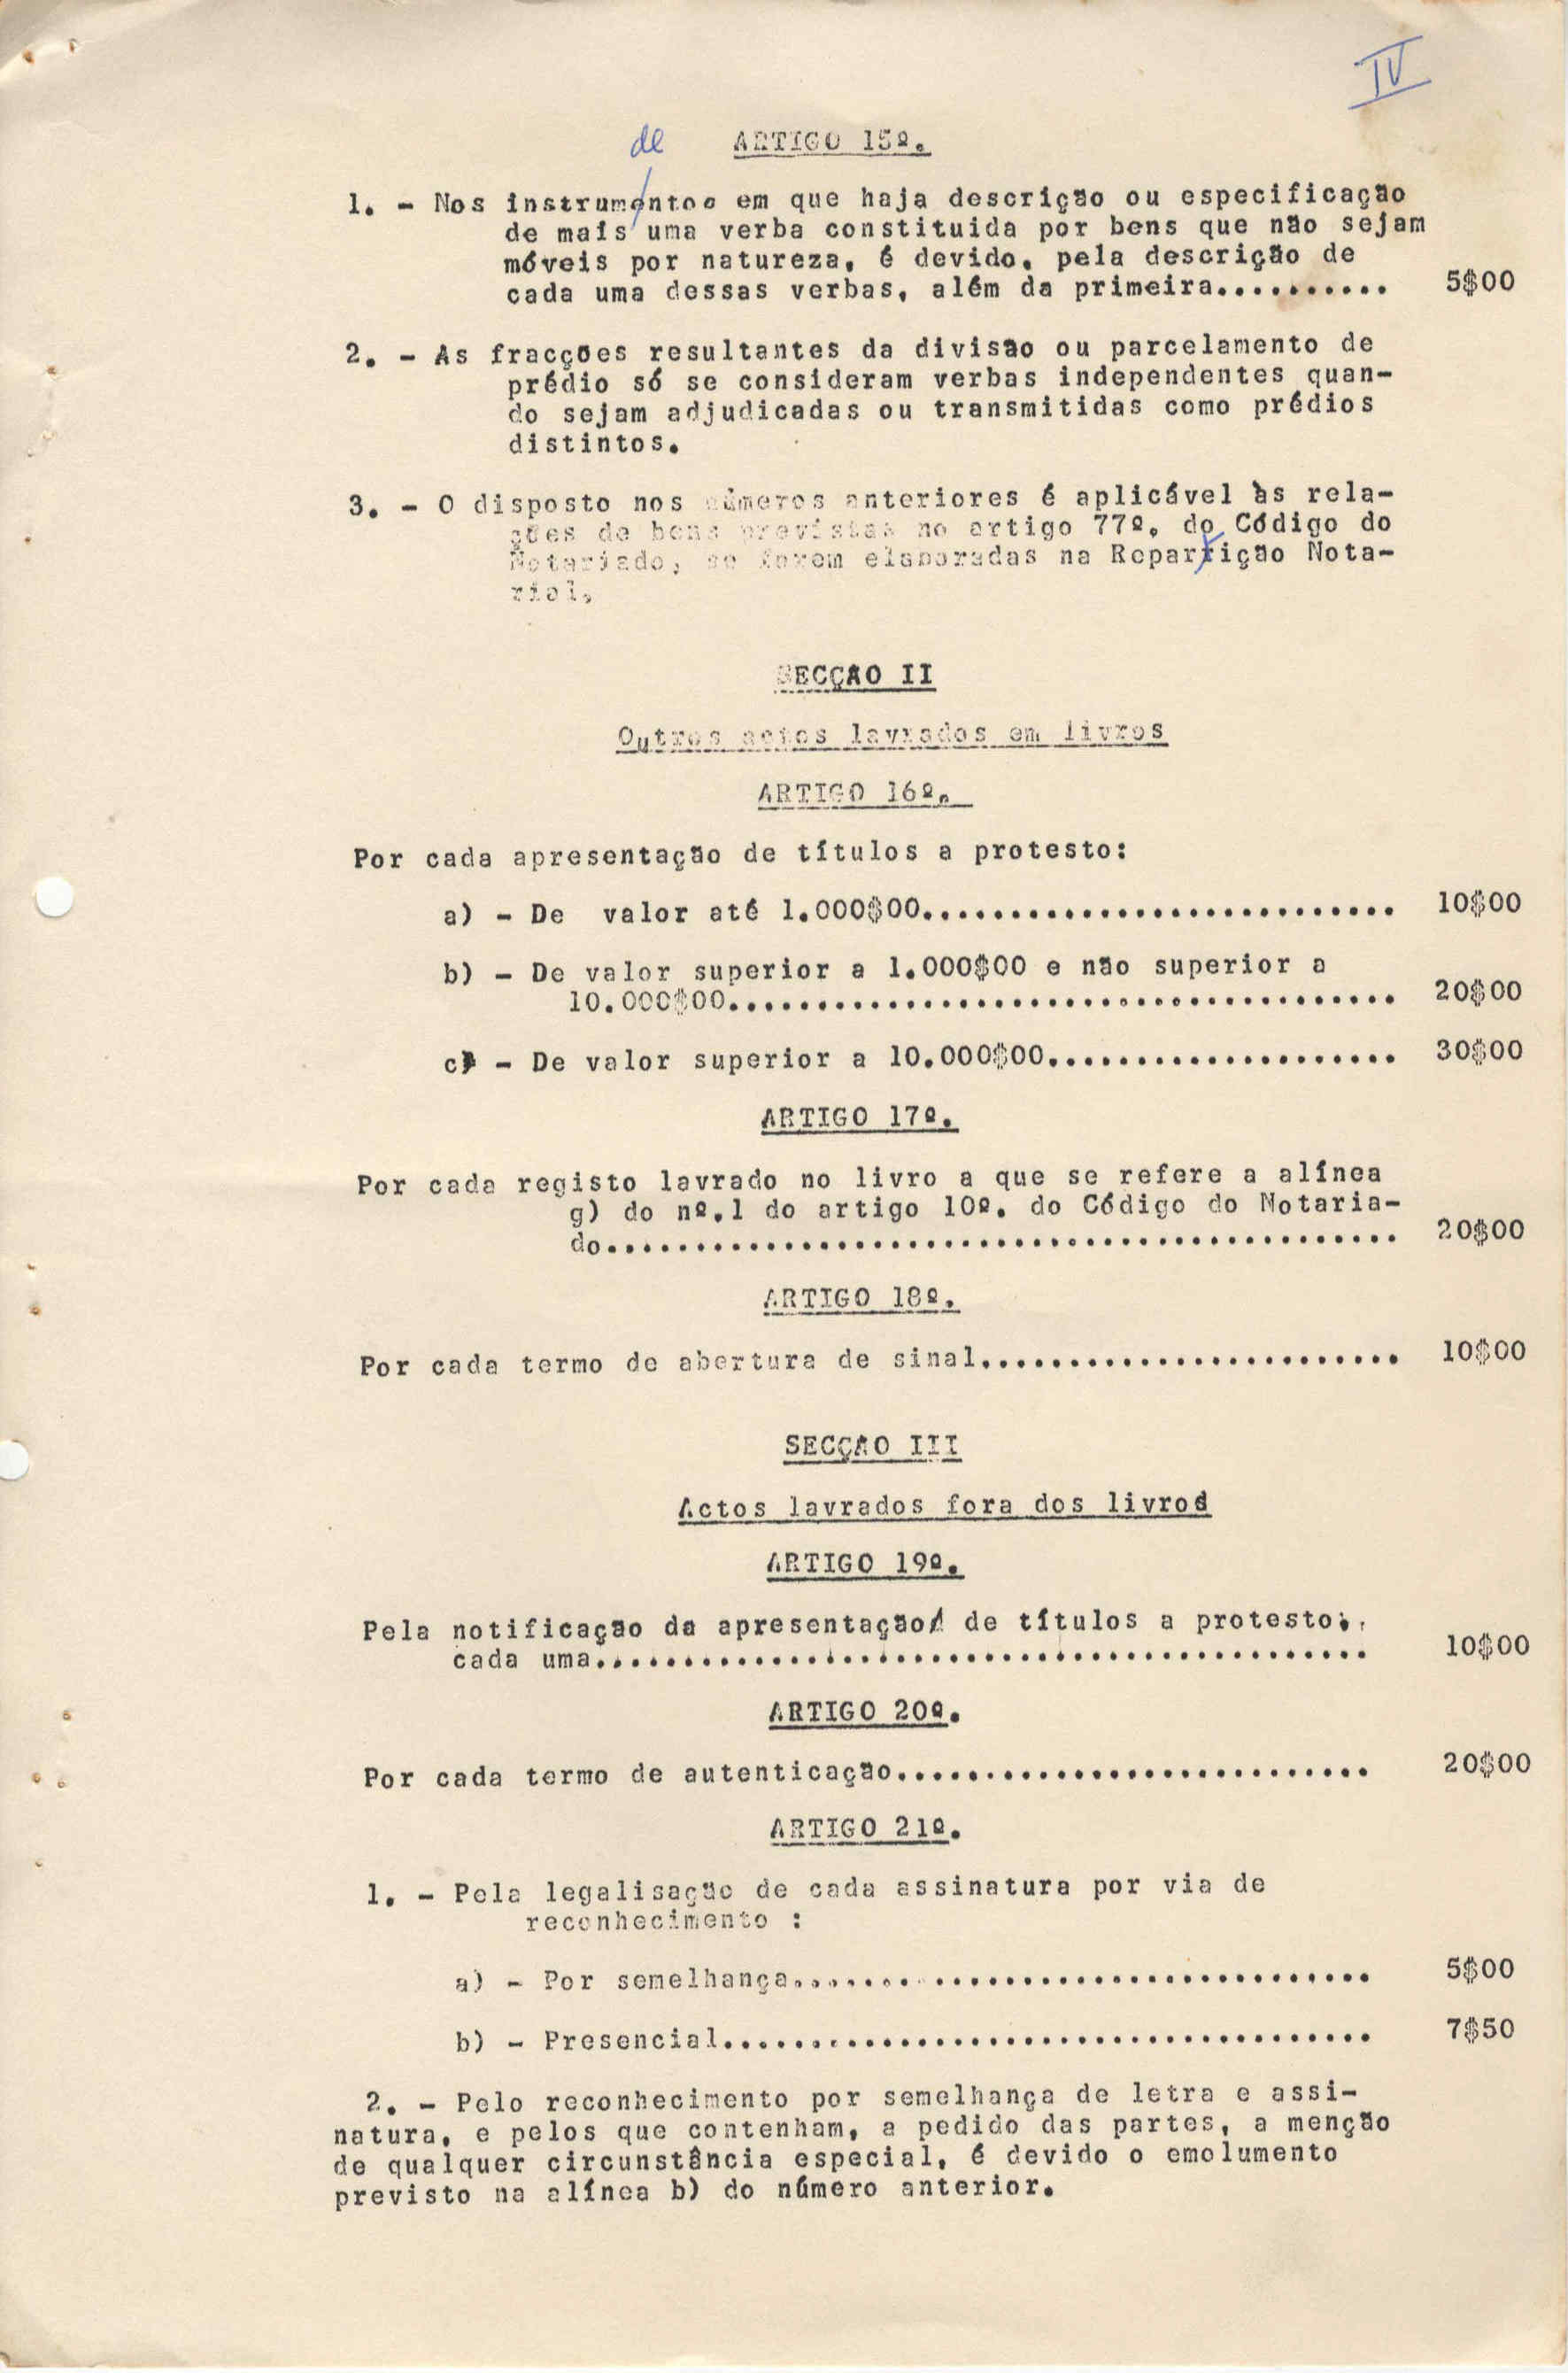 IV
de ARTIGO 15º.
1. - Nos instrumentos em que haja descrição ou especificação
de mais uma verba constituida por bens que não sejam
móveis por natureza, é devido, pela descrição de
cada uma dessas verbas, além da primeira.......... 5$00
2. - As fracções resultantes da divisão ou parcelamento de
prédio só se consideram verbas independentes quan-
do sejam adjudicadas ou transmitidas como prédios
distintos.
3. - O disposto nos números anteriores é aplicável às rela-
ções de bens previstas no artigo 77º. do Código do
Notariado, se forem elaboradas na Reparrição Nota-
rial.
SECÇÃO II
Outros actos lavrados em livros
ARTIGO 16º.
Por cada apresentação de títulos a protesto:
a) - De valor até 1.000$00........................... 10$00
b) - De valor superior a 1.000$00 e não superior a
10.000$00...................................... 20$00
c) - De valor superior a 10.000$00.................... 30$00
ARTIGO 17º.
Por cada registo lavrado no livro a que se refere a alínea
g) do nº.1 do artigo 10º. do Código do Notaria-
do............................................. 20$00
ARTIGO 18º.
Por cada termo de abertura de sinal........................ 10$00
SECÇÃO III
Actos lavrados fora dos livros
ARTIGO 19º.
Pela notificação da apresentação de títulos a protesto,
cada uma............................................ 10$00
ARTIGO 20º.
Por cada termo de autenticação........................... 20$00
ARTIGO 21º.
1. - Pela legalisação de cada assinatura por via de
reconhecimento :
a) - Por semelhança................................. 5$00
b) - Presencial..................................... 7$50
2. - Pelo reconhecimento por semelhança de letra e assi-
natura, e pelos que contenham, a pedido das partes, a menção
de qualquer circunstância especial, é devido o emolumento
previsto na alínea b) do número anterior.